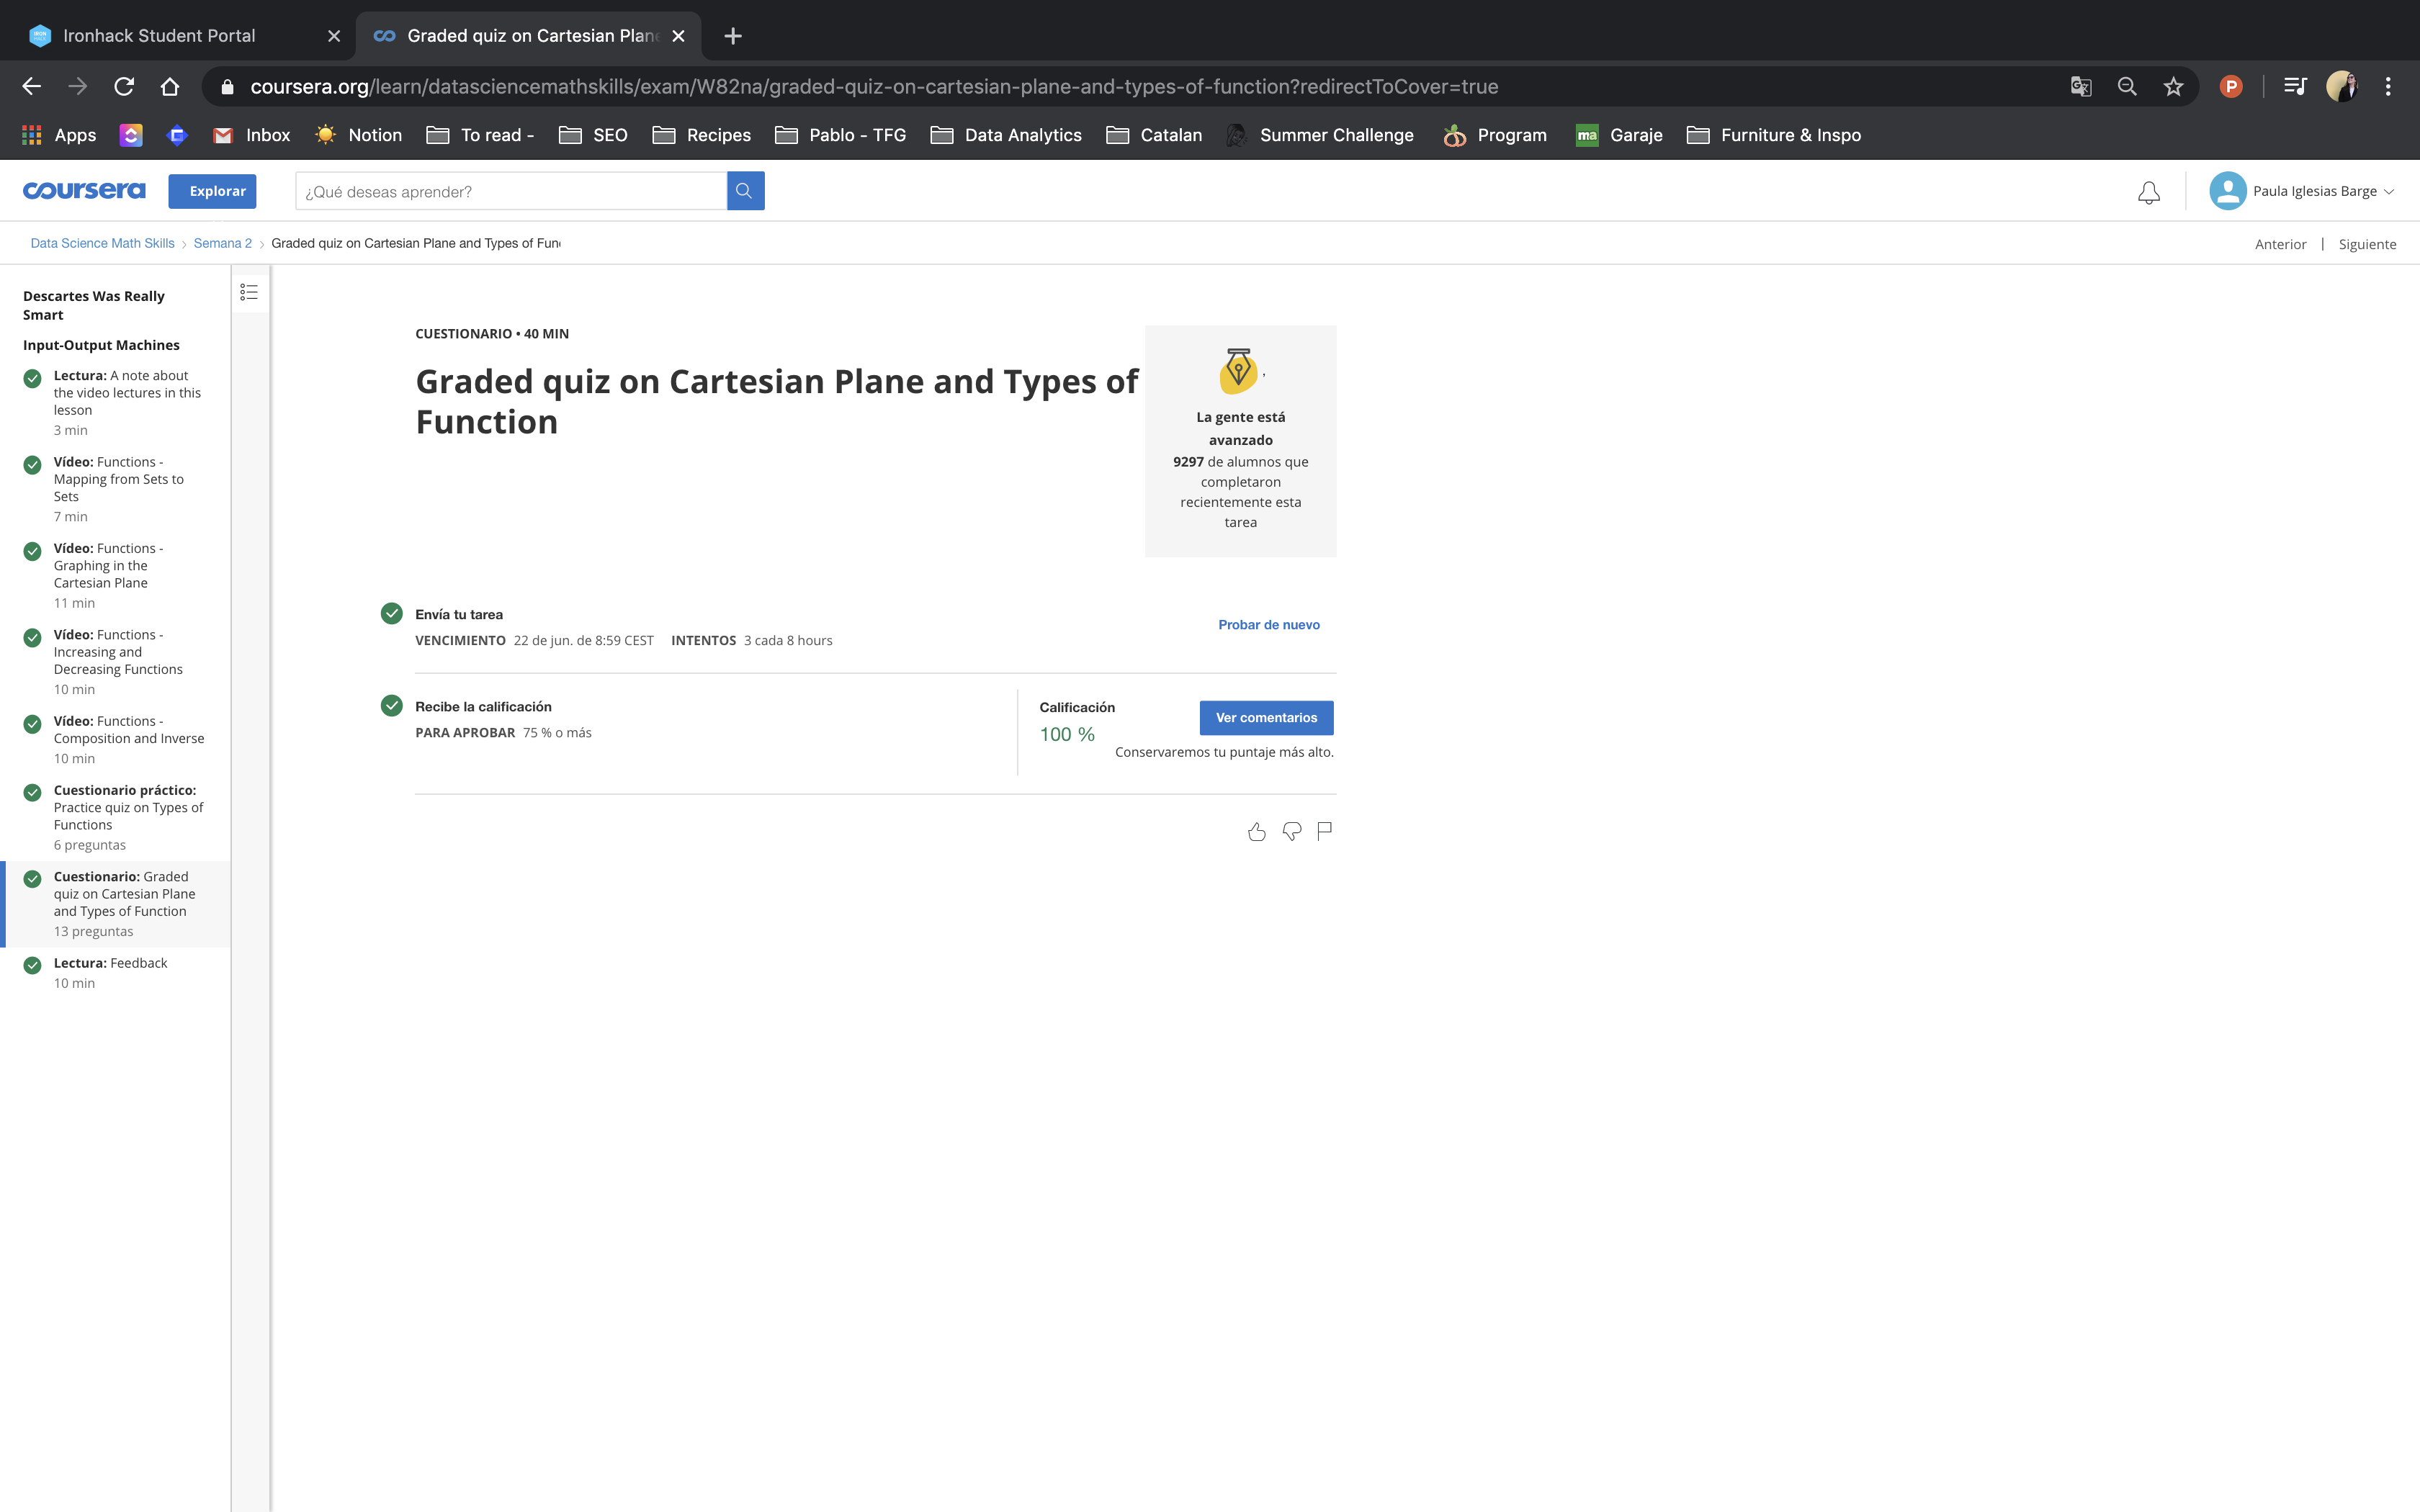 Ironhack Student Portal
Graded quiz on Cartesian Plan
coursera.org/learn/datasciencemathskills/exam/W82na/graded-quiz-on-cartesian-plane-and-types-of-function?redirectToCover=true
P
Apps
Inbox
Notion
To read -
SEO
Recipes
Pablo - TFG
Data Analytics
Catalan
Summer Challenge
Program
ma Garaje
Furniture & Inspo
coursera
Explorar
¿Qué deseas aprender?
Paula Iglesias Barge
Data Science Math Skills > Semana 2 > Graded quiz on Cartesian Plane and Types of Fun
Anterior | Siguiente
Descartes Was Really
Smart
Input-Output Machines
Lectura: A note about
the video lectures in this
lesson
3 min
Vídeo: Functions -
Mapping from Sets to
Sets
7 min
Vídeo: Functions -
Graphing in the
Cartesian Plane
11 min
Vídeo: Functions -
Increasing and
Decreasing Functions
10 min
Vídeo: Functions -
Composition and Inverse
10 min
Cuestionario práctico:
Practice quiz on Types of
Functions
6 preguntas
Cuestionario: Graded
quiz on Cartesian Plane
and Types of Function
13 preguntas
Lectura: Feedback
10 min
CUESTIONARIO • 40 MIN
Graded quiz on Cartesian Plane and Types of
Function
,
La gente está
avanzado
9297 de alumnos que
completaron
recientemente esta
tarea
Envía tu tarea
VENCIMIENTO 22 de jun. de 8:59 CEST INTENTOS 3 cada 8 hours
Probar de nuevo
Recibe la calificación
PARA APROBAR 75 % o más
Calificación
100 %
Ver comentarios
Conservaremos tu puntaje más alto.